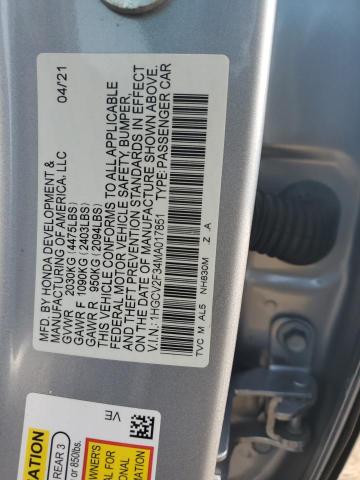 MFD. BY HONDA DEVELOPMENT &
MANUFACTURING OF AMERICA, LLC 04/21
GVWR 2030KG (4475LBS)
GAWR F 1090KG (2403LBS)
GAWR R 950KG (2094LBS)
THIS VEHICLE CONFORMS TO ALL APPLICABLE
FEDERAL MOTOR VEHICLE SAFETY, BUMPER,
AND THEFT PREVENTION STANDARDS IN EFFECT
ON THE DATE OF MANUFACTURE SHOWN ABOVE.
V.I.N.: 1HGCV2F34MA017851 TYPE: PASSENGER CAR
TVC M AL5 NH830M Z A
VE
REAR 3
or 850lbs.